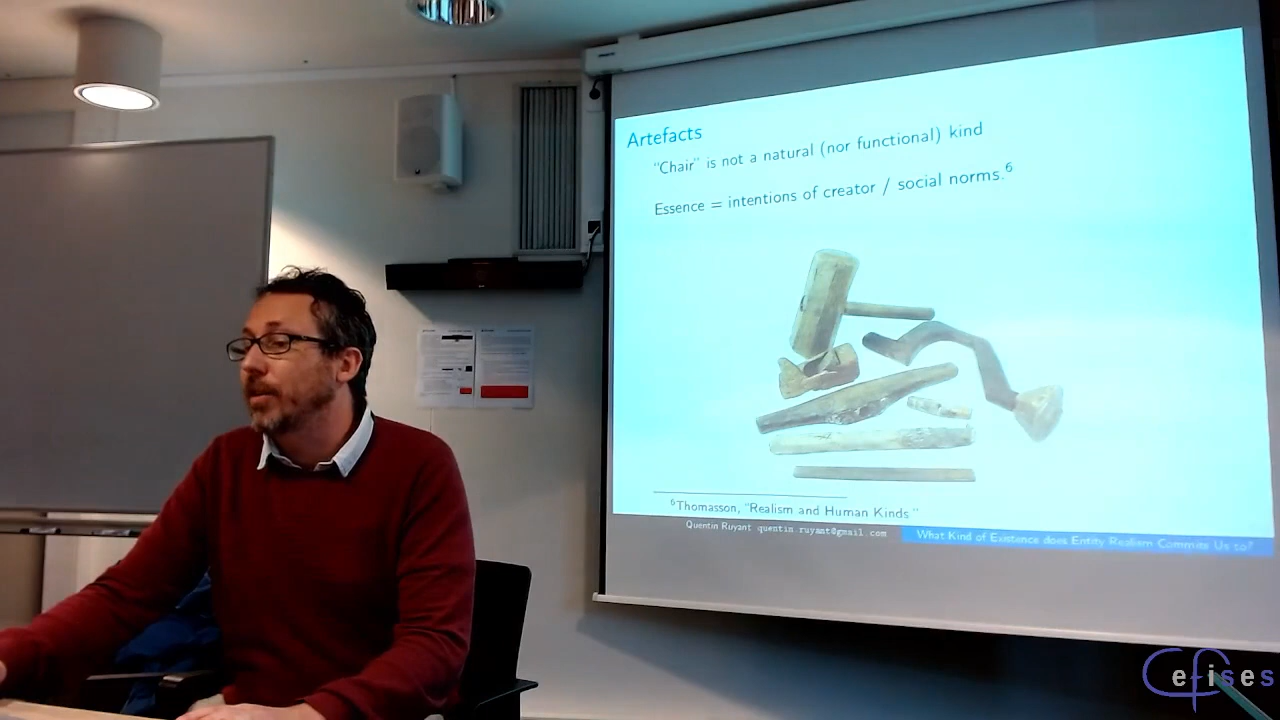 Artefacts
"Chair" is not a natural (nor functional) kind
Essence = intentions of creator / social norms.⁶
⁶Thomasson, "Realism and Human Kinds."
Quentin Ruyant quentin.ruyant@gmail.com
What Kind of Existence does Entity Realism Commits Us to?
Cefises